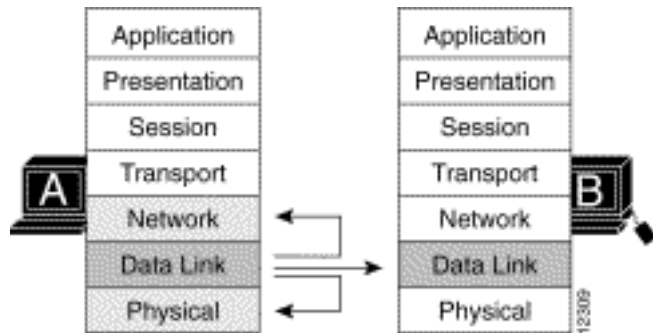 Application
Presentation
Session
Transport
Network
Data Link
Physical
A
Application
Presentation
Session
Transport
Network
Data Link
Physical
B
12309